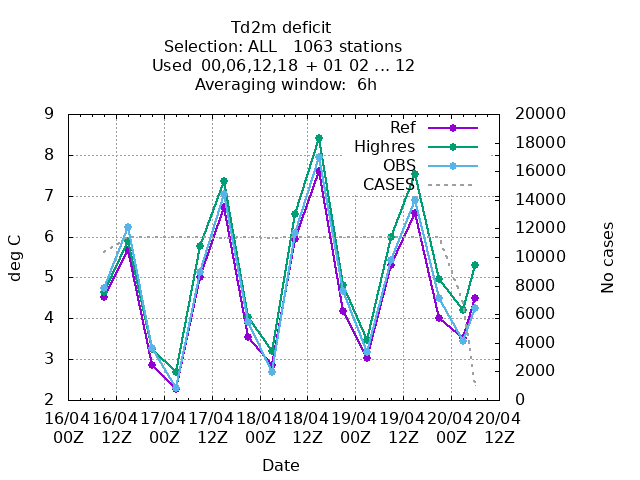 Td2m deficit
Selection: ALL   1063 stations
Used  00,06,12,18  + 01 02 ... 12
Averaging window:  6h
Ref
Highres
OBS
CASES
deg C
9
8
7
6
5
4
3
2
No cases
20000
18000
16000
14000
12000
10000
8000
6000
4000
2000
0
16/04 16/04 17/04 17/04 18/04 18/04 19/04 19/04 20/04 20/04
00Z 12Z 00Z 12Z 00Z 12Z 00Z 12Z 00Z 12Z
Date